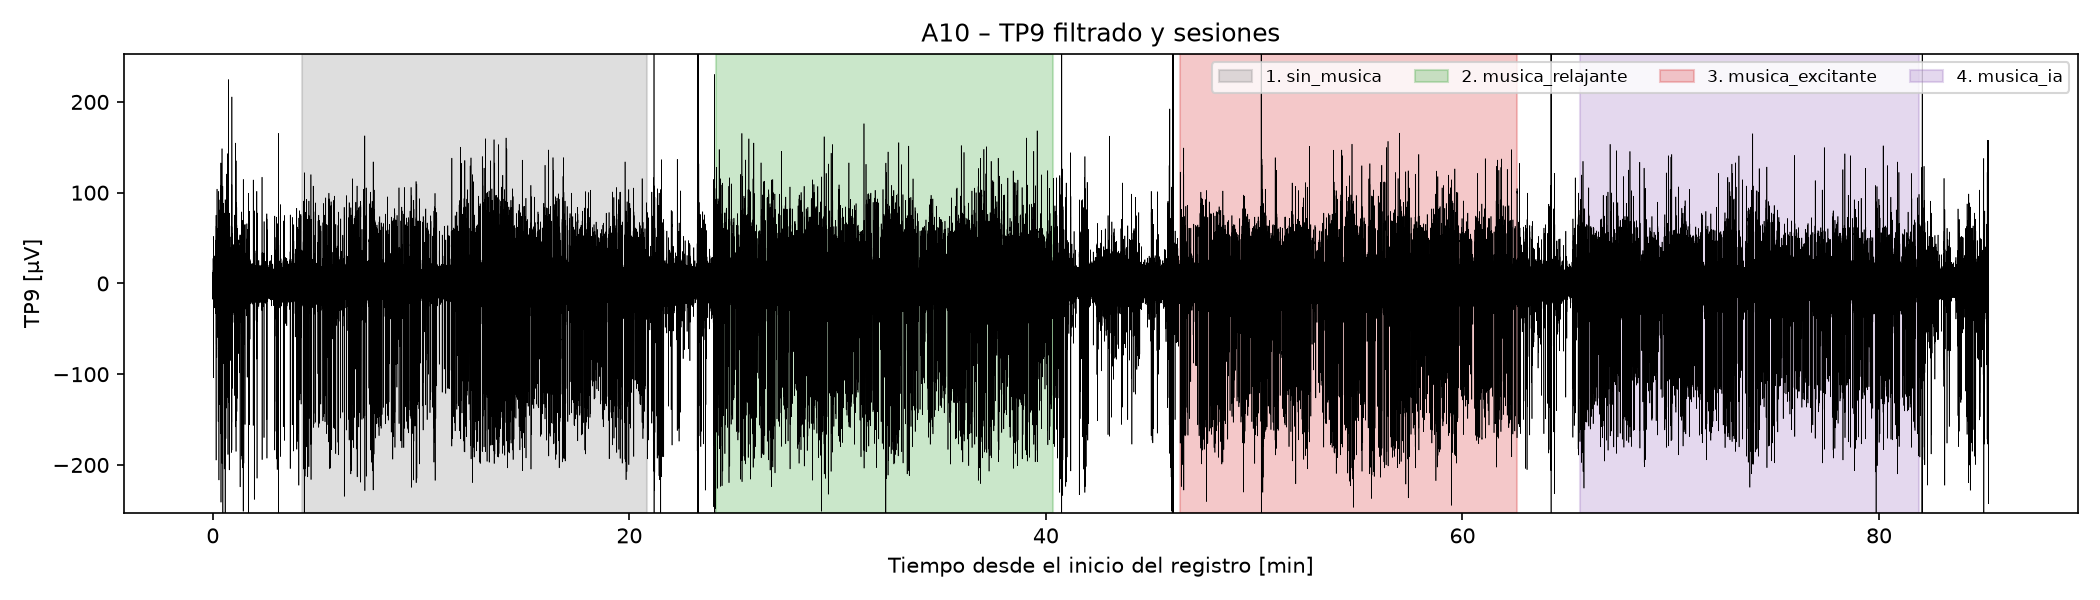 A10 – TP9 filtrado y sesiones
1. sin_musica
2. musica_relajante
3. musica_excitante
4. musica_ia
TP9 [µV]
200
100
0
−100
−200
0
20
40
60
80
Tiempo desde el inicio del registro [min]